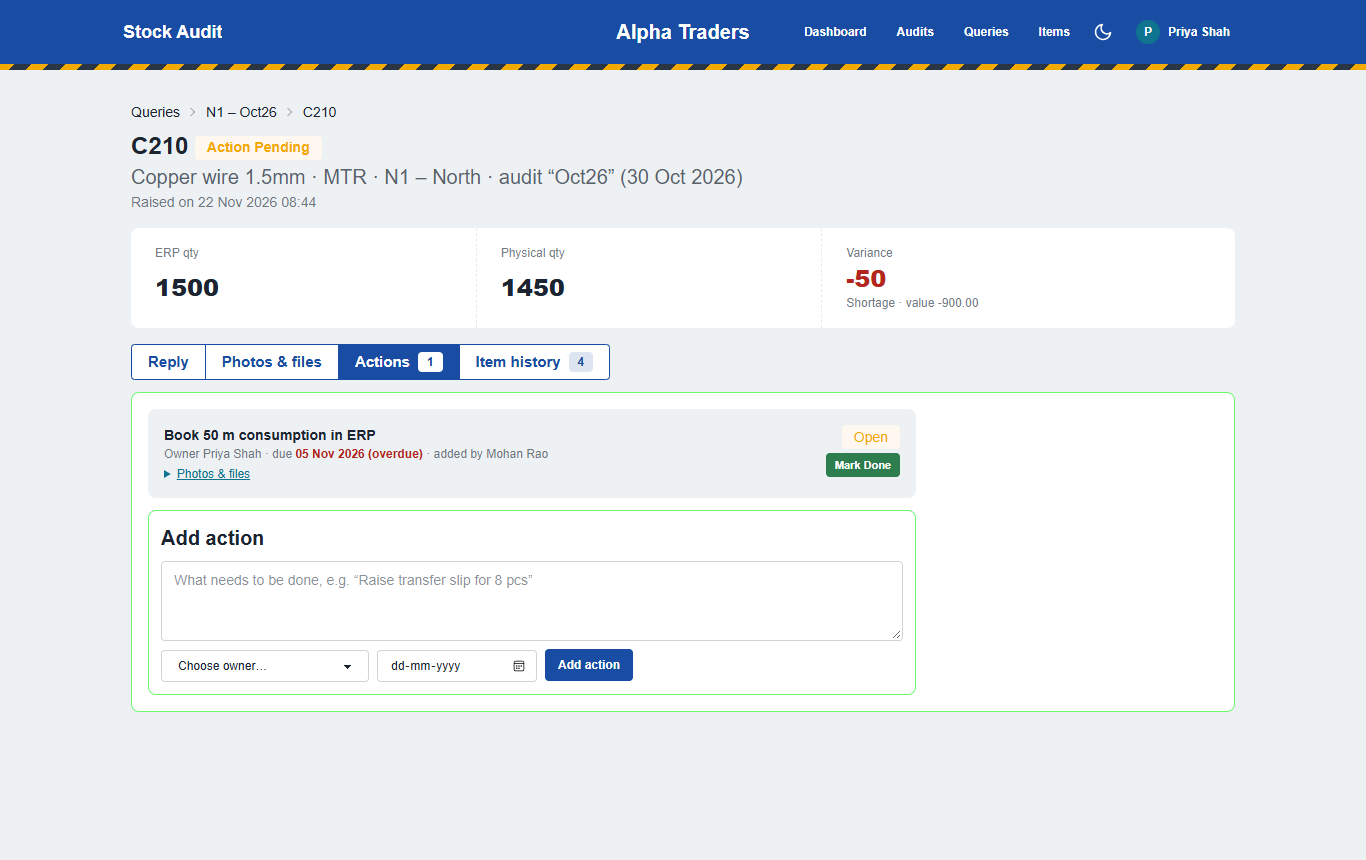 Stock Audit
Alpha Traders
Dashboard
Audits
Queries
Items
P
Priya Shah
Queries
N1 – Oct26
C210
C210
Action Pending
Copper wire 1.5mm · MTR · N1 – North · audit “Oct26” (30 Oct 2026)
Raised on 22 Nov 2026 08:44
ERP qty
1500
Physical qty
1450
Variance
-50
Shortage · value -900.00
Reply
Photos & files
Actions 1
Item history 4
Book 50 m consumption in ERP
Owner Priya Shah · due 05 Nov 2026 (overdue) · added by Mohan Rao
Photos & files
Open
Mark Done
Add action
What needs to be done, e.g. “Raise transfer slip for 8 pcs”
Choose owner…
dd-mm-yyyy
Add action